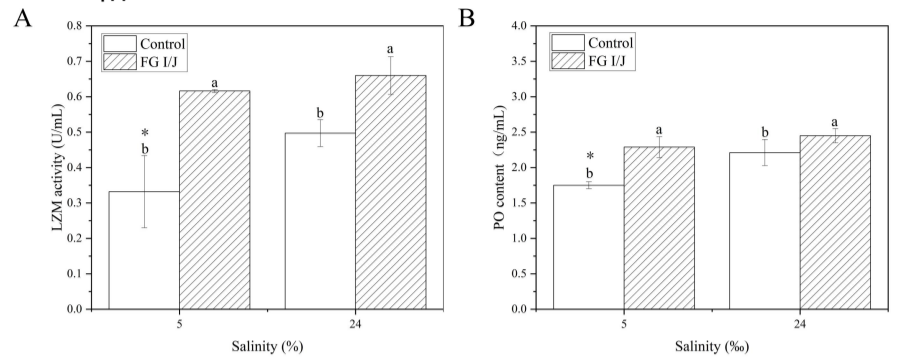 A
LZM activity (U/mL)
0.8
0.7
0.6
0.5
0.4
0.3
0.2
0.1
0.0
Control
FG I/J
*
b
a
b
a
5
24
Salinity (%)
B
PO content（ng/mL)
4.0
3.5
3.0
2.5
2.0
1.5
1.0
0.5
0.0
Control
FG I/J
*
b
a
b
a
5
24
Salinity (‰)